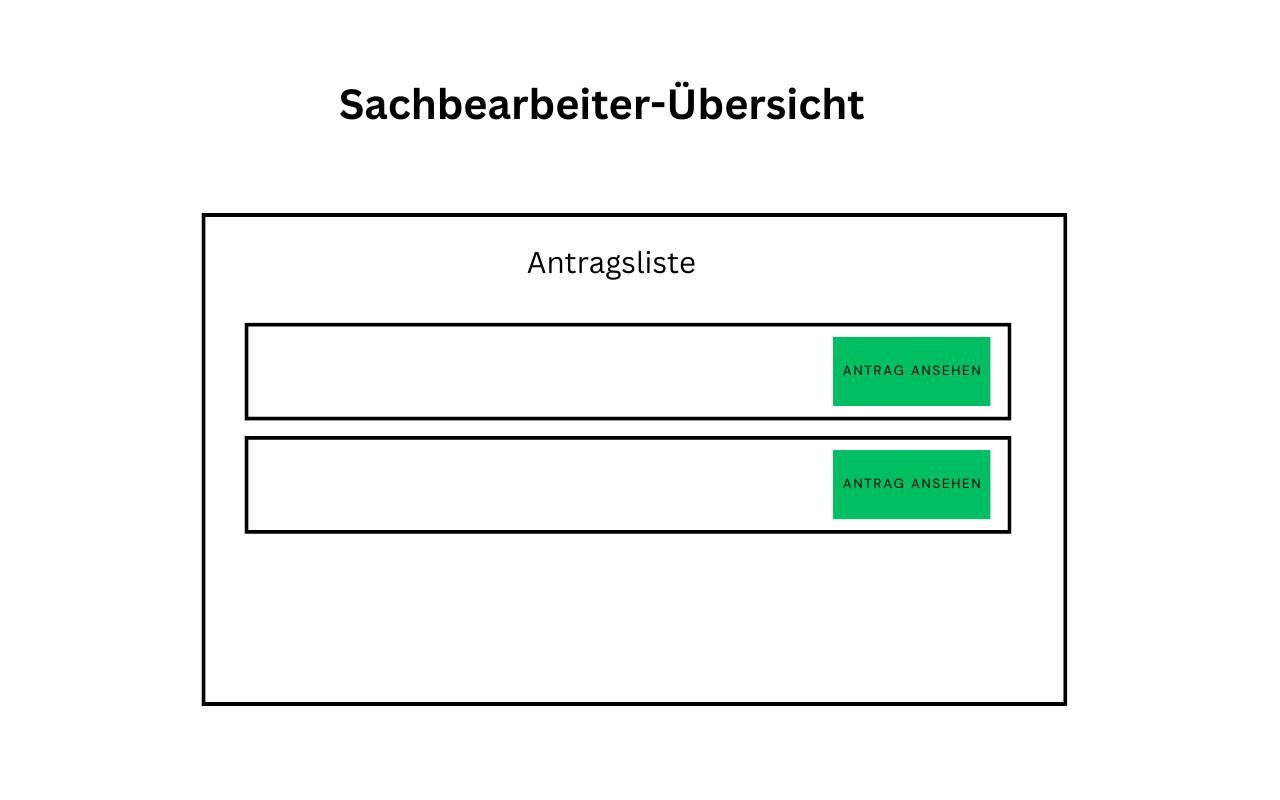 Sachbearbeiter-Übersicht
Antragsliste
ANTRAG ANSEHEN
ANTRAG ANSEHEN